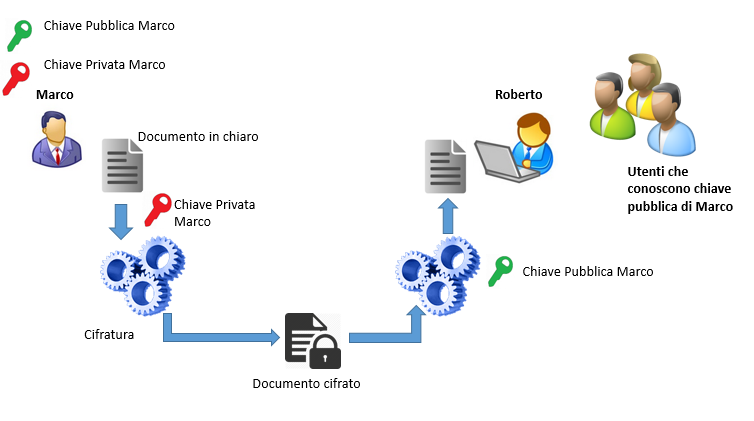 Chiave Pubblica Marco
Chiave Privata Marco
Marco
Documento in chiaro
Chiave Privata
Marco
Cifratura
Documento cifrato
Chiave Pubblica Marco
Roberto
Utenti che
conoscono chiave
pubblica di Marco